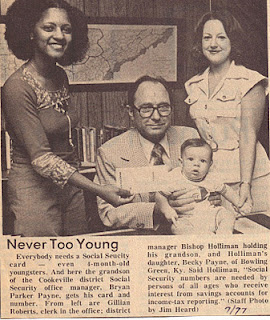 Never Too Young
Everybody needs a Social Seucity
card — even 4-month-old
youngsters. And here the grandson
of the Cookeville district Social
Security office manager, Bryan
Parker Payne, gets his card and
number. From left are Gillian
Roberts, clerk in the office; district
manager Bishop Holliman holding
his grandson, and Holliman's
daughter, Becky Payne, of Bowling
Green, Ky. Said Holliman, "Social
Security numbers are needed by
persons of all ages who receive
interest from savings accounts for
income-tax reporting." (Staff Photo
by Jim Heard)
7/77